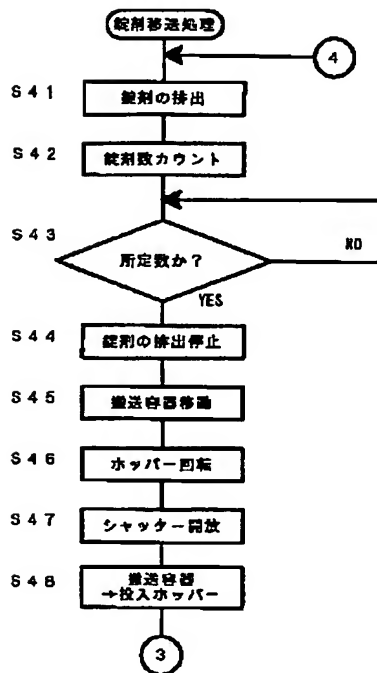 錠剤移送処理
4
S41
錠剤の排出
S42
錠剤数カウント
S43
所定数か？
NO
YES
S44
錠剤の排出停止
S45
搬送容器移動
S46
ホッパー回転
S47
シャッター開放
S48
搬送容器
→投入ホッパー
3